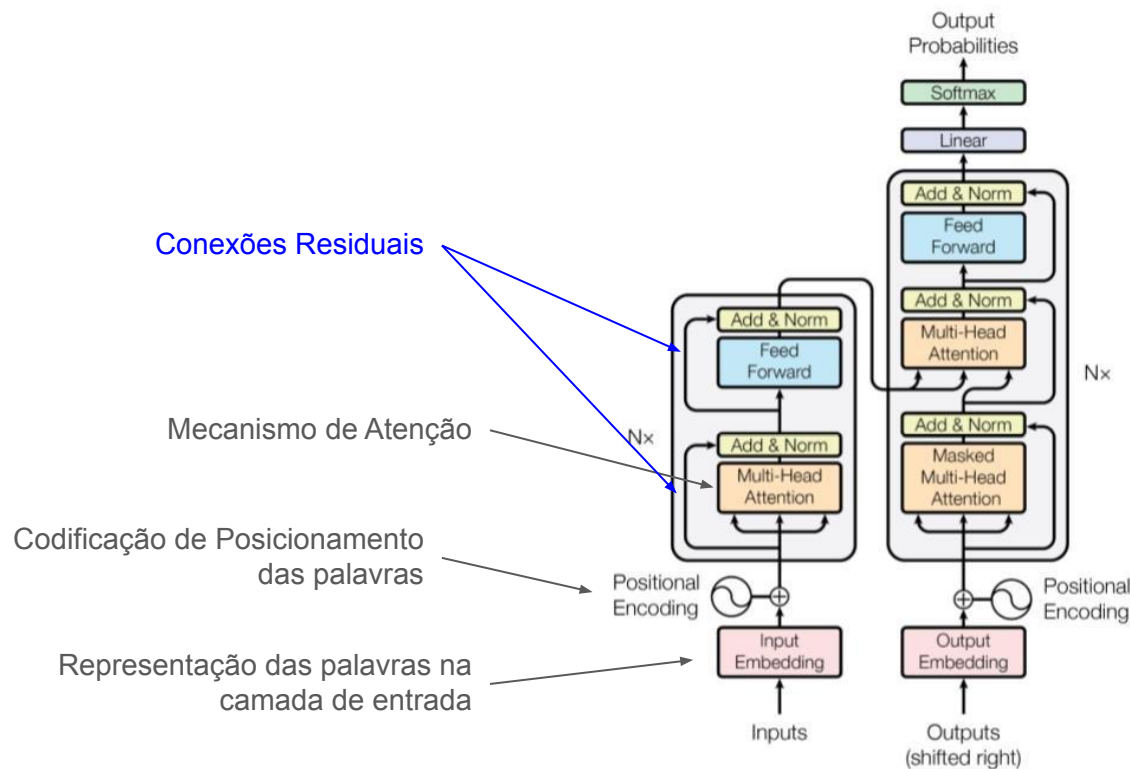 Output
Probabilities
Softmax
Linear
Add & Norm
Feed
Forward
Add & Norm
Multi-Head
Attention
Nx
Add & Norm
Masked
Multi-Head
Attention
Positional
Encoding
Output
Embedding
Outputs
(shifted right)
Conexões Residuais
Add & Norm
Feed
Forward
Mecanismo de Atenção
Nx
Add & Norm
Multi-Head
Attention
Codificação de Posicionamento
das palavras
Positional
Encoding
Representação das palavras na
camada de entrada
Input
Embedding
Inputs